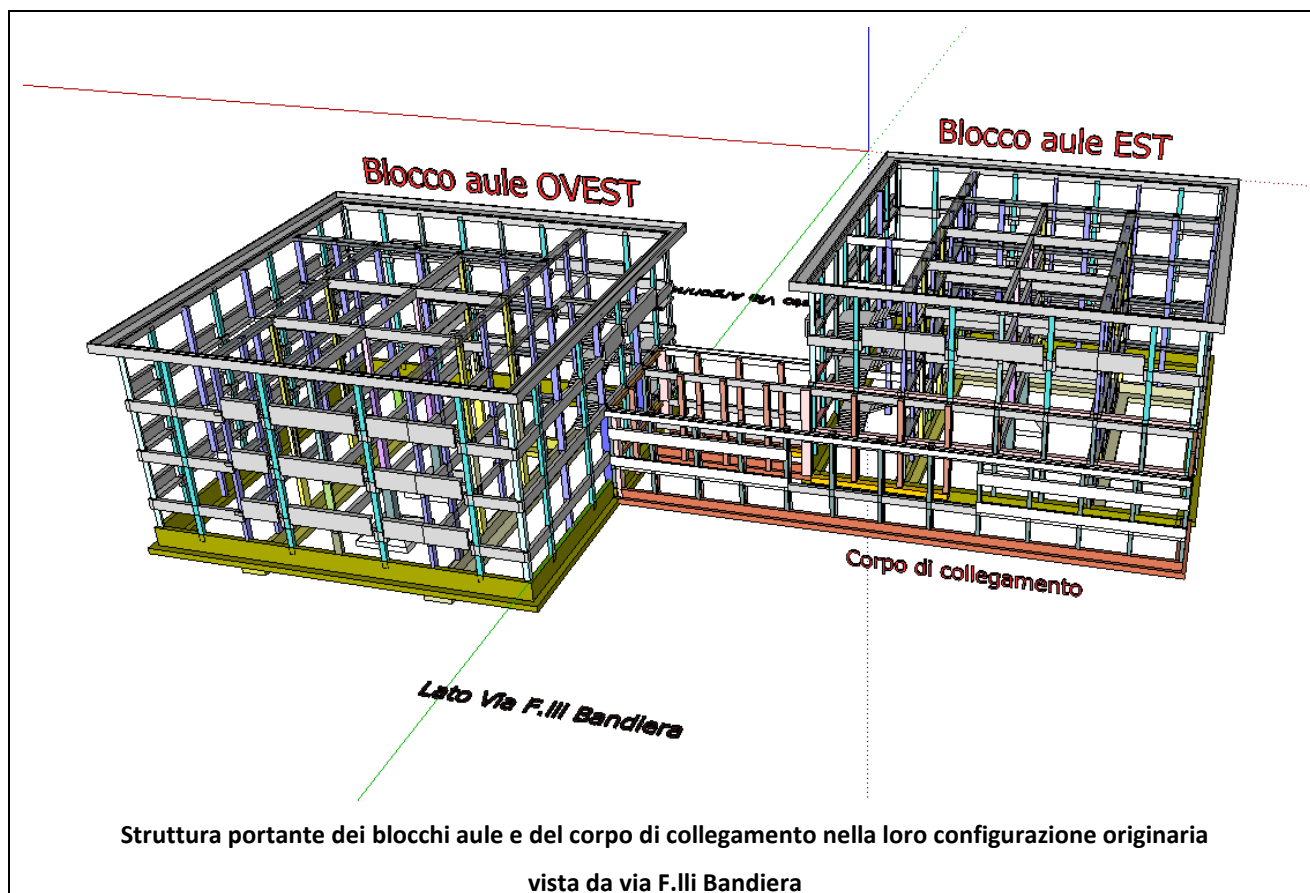 Blocco aule EST
Blocco aule OVEST
Via
Corpo di collegamento
Lato Via F.lli Bandiera
Struttura portante dei blocchi aule e del corpo di collegamento nella loro configurazione originaria
vista da via F.lli Bandiera